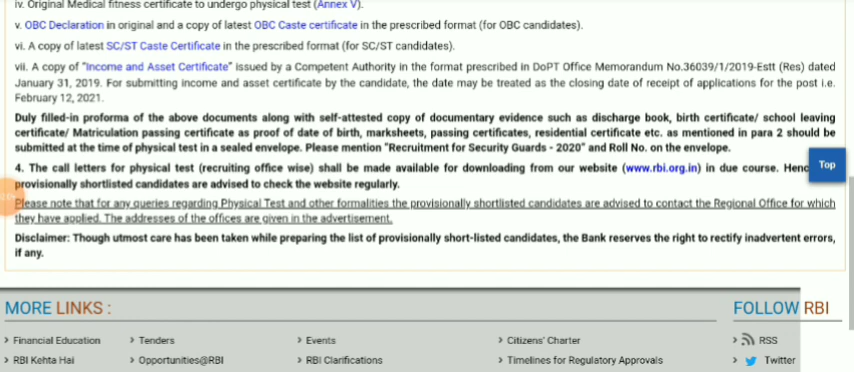 iv. Original Medical fitness certificate to undergo physical test (Annex V).
v. OBC Declaration in original and a copy of latest OBC Caste certificate in the prescribed format (for OBC candidates).
vi. A copy of latest SC/ST Caste Certificate in the prescribed format (for SC/ST candidates).
vii. A copy of "Income and Asset Certificate" issued by a Competent Authority in the format prescribed in DoPT Office Memorandum No.36039/1/2019-Estt (Res) dated
January 31, 2019. For submitting income and asset certificate by the candidate, the date may be treated as the closing date of receipt of applications for the post i.e.
February 12, 2021.
Duly filled-in proforma of the above documents along with self-attested copy of documentary evidence such as discharge book, birth certificate/ school leaving
certificate/ Matriculation passing certificate as proof of date of birth, marksheets, passing certificates, residential certificate etc. as mentioned in para 2 should be
submitted at the time of physical test in a sealed envelope. Please mention "Recruitment for Security Guards - 2020" and Roll No. on the envelope.
4. The call letters for physical test (recruiting office wise) shall be made available for downloading from our website (www.rbi.org.in) in due course. Henc
Top
provisionally shortlisted candidates are advised to check the website regularly.
Please note that for any queries regarding Physical Test and other formalities the provisionally shortlisted candidates are advised to contact the Regional Office for which
they have applied. The addresses of the offices are given in the advertisement.
Disclaimer: Though utmost care has been taken while preparing the list of provisionally short-listed candidates, the Bank reserves the right to rectify inadvertent errors,
if any.
MORE LINKS :
FOLLOW RBI
> Financial Education > Tenders > Events > Citizens' Charter > RSS
> RBI Kehta Hai > Opportunities@RBI > RBI Clarifications > Timelines for Regulatory Approvals > Twitter